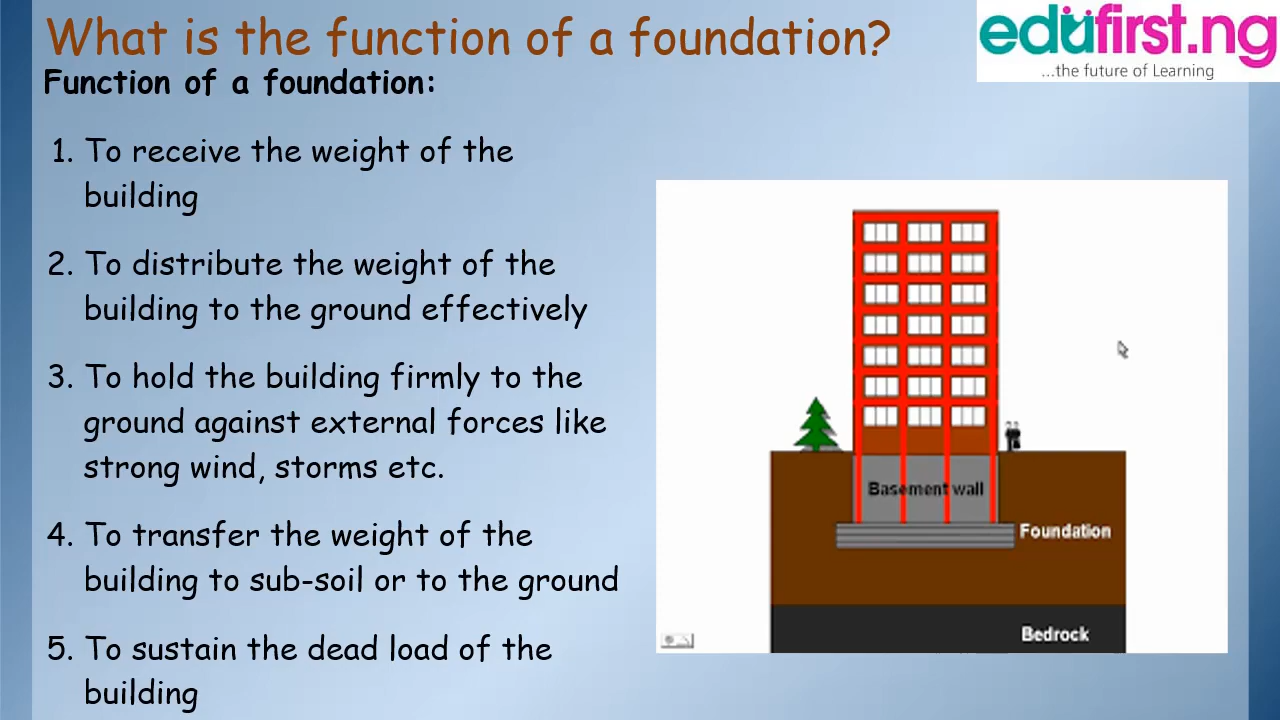 What is the function of a foundation?
edufirst.ng
...the future of Learning
Function of a foundation:
1. To receive the weight of the
building
2. To distribute the weight of the
building to the ground effectively
3. To hold the building firmly to the
ground against external forces like
strong wind, storms etc.
4. To transfer the weight of the
building to sub-soil or to the ground
5. To sustain the dead load of the
building
Basement wall
Foundation
Bedrock